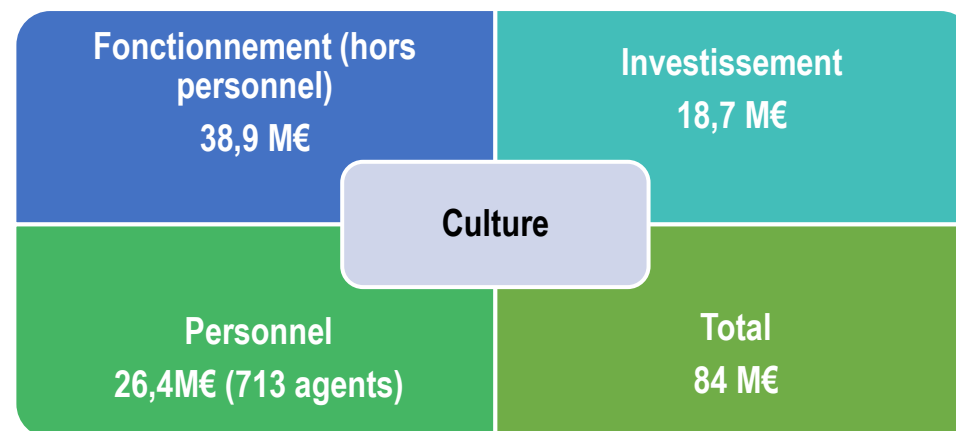 Fonctionnement (hors
personnel)
38,9 M€
Investissement
18,7 M€
Culture
Personnel
26,4M€ (713 agents)
Total
84 M€